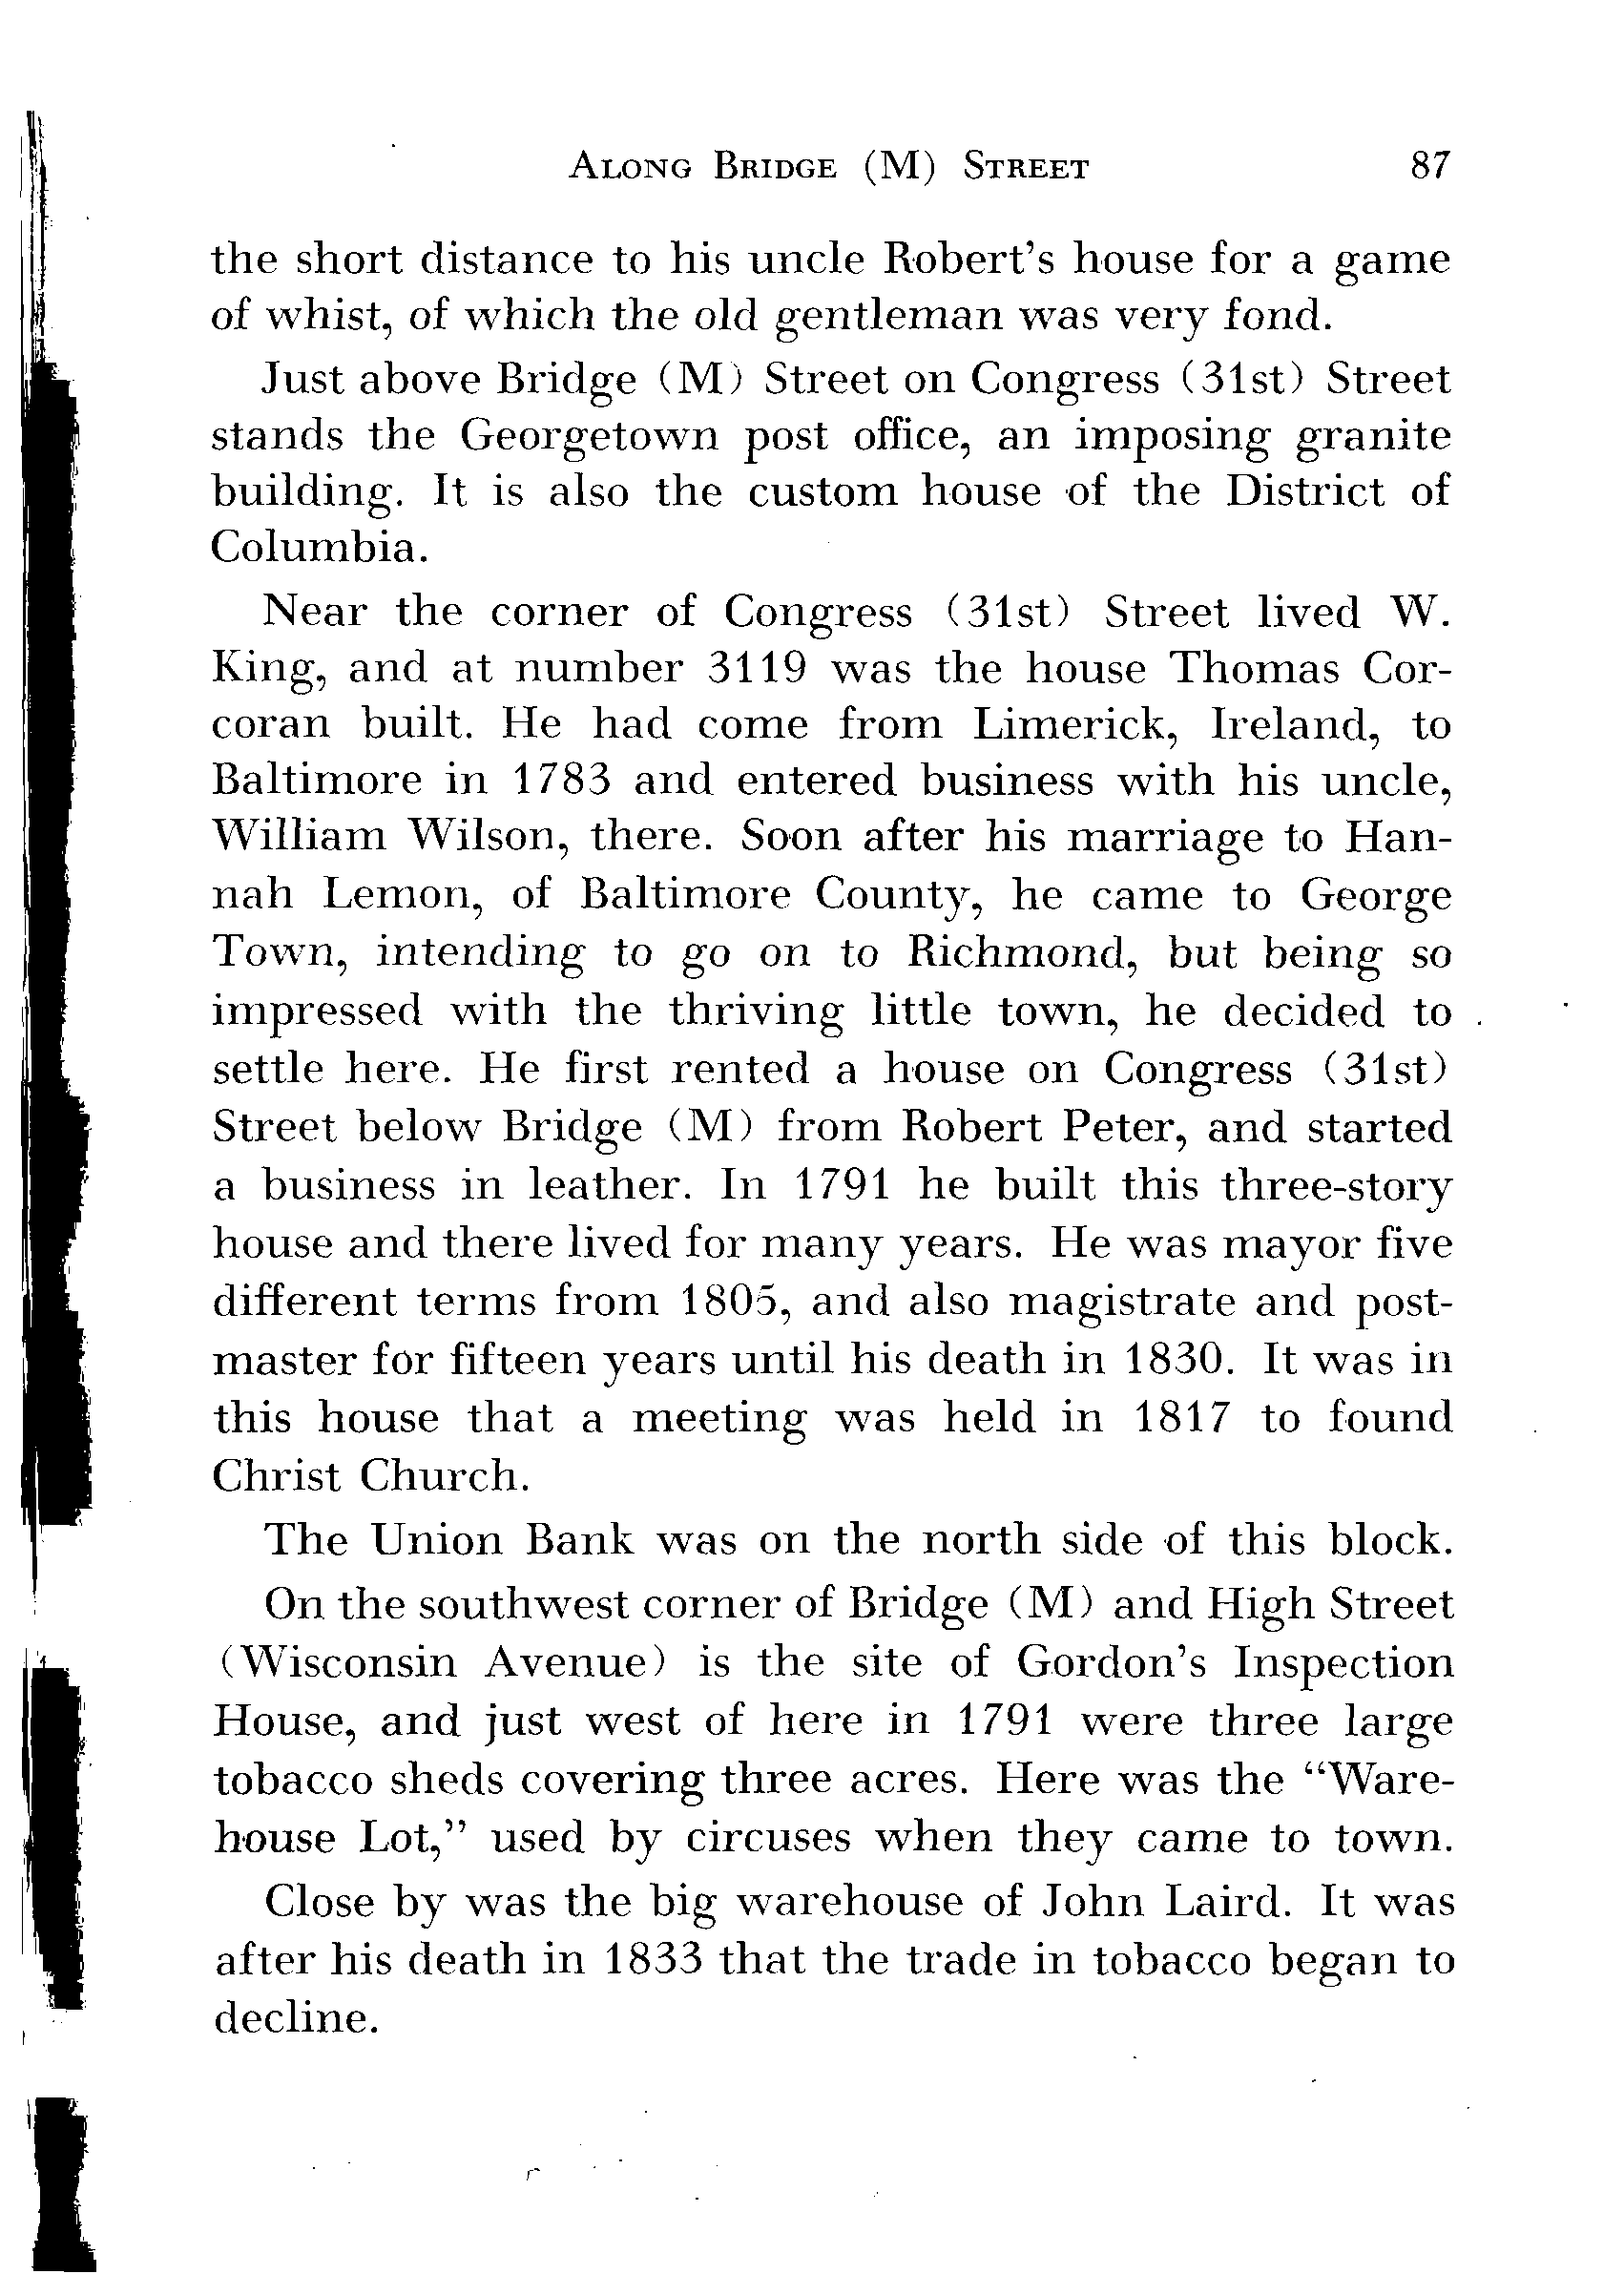 Along Bridge (M) Street 87
the short distance to his uncle Robert's house for a game
of whist, of which the old gentleman was very fond.
Just above Bridge (M) Street on Congress (31st) Street
stands the Georgetown post office, an imposing granite
building. It is also the custom house of the District of
Columbia.
Near the corner of Congress (31st) Street lived W.
King, and at number 3119 was the house Thomas Cor-
coran built. He had come from Limerick, Ireland, to
Baltimore in 1783 and entered business with his uncle,
William Wilson, there. Soon after his marriage to Han-
nah Lemon, of Baltimore County, he came to George
Town, intending to go on to Richmond, but being so
impressed with the thriving little town, he decided to
settle here. He first rented a house on Congress (31st)
Street below Bridge (M) from Robert Peter, and started
a business in leather. In 1791 he built this three-story
house and there lived for many years. He was mayor five
different terms from 1805, and also magistrate and post-
master for fifteen years until his death in 1830. It was in
this house that a meeting was held in 1817 to found
Christ Church.
The Union Bank was on the north side of this block.
On the southwest corner of Bridge (M) and High Street
(Wisconsin Avenue) is the site of Gordon's Inspection
House, and just west of here in 1791 were three large
tobacco sheds covering three acres. Here was the "Ware-
house Lot," used by circuses when they came to town.
Close by was the big warehouse of John Laird. It was
after his death in 1833 that the trade in tobacco began to
decline.